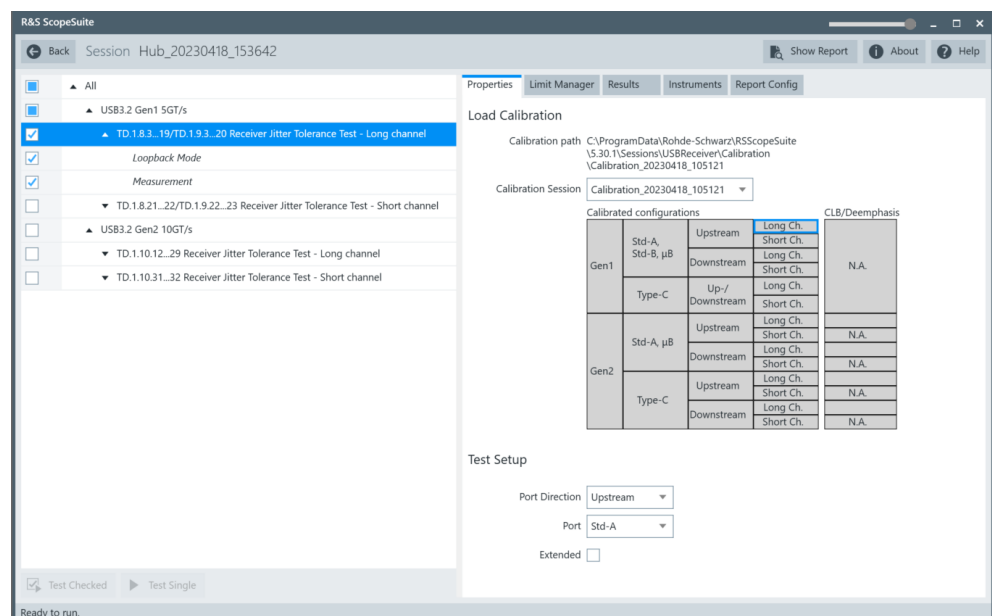 R&S ScopeSuite
Back Session Hub_20230418_153642 Show Report About Help
All
USB3.2 Gen1 5GT/s
TD.1.8.3...19/TD.1.9.3...20 Receiver Jitter Tolerance Test - Long channel
Loopback Mode
Measurement
TD.1.8.21...22/TD.1.9.22...23 Receiver Jitter Tolerance Test - Short channel
USB3.2 Gen2 10GT/s
TD.1.10.12...29 Receiver Jitter Tolerance Test - Long channel
TD.1.10.31...32 Receiver Jitter Tolerance Test - Short channel
Test Checked Test Single
Properties Limit Manager Results Instruments Report Config
Load Calibration
Calibration path C:\ProgramData\Rohde-Schwarz\RSScopeSuite
\5.30.1\Sessions\USBReceiver\Calibration
\Calibration_20230418_105121
Calibration Session Calibration_20230418_105121
Calibrated configurations CLB/Deemphasis
Gen1
Std-A,
Std-B, µB
Upstream
Long Ch.
Short Ch.
Downstream
Long Ch.
Short Ch.
N.A.
Type-C
Up-/
Downstream
Long Ch.
Short Ch.
Gen2
Std-A, µB
Upstream
Long Ch.
Short Ch. N.A.
Downstream
Long Ch.
Short Ch. N.A.
Type-C
Upstream
Long Ch.
Short Ch. N.A.
Downstream
Long Ch.
Short Ch. N.A.
Test Setup
Port Direction Upstream
Port Std-A
Extended
Ready to run.